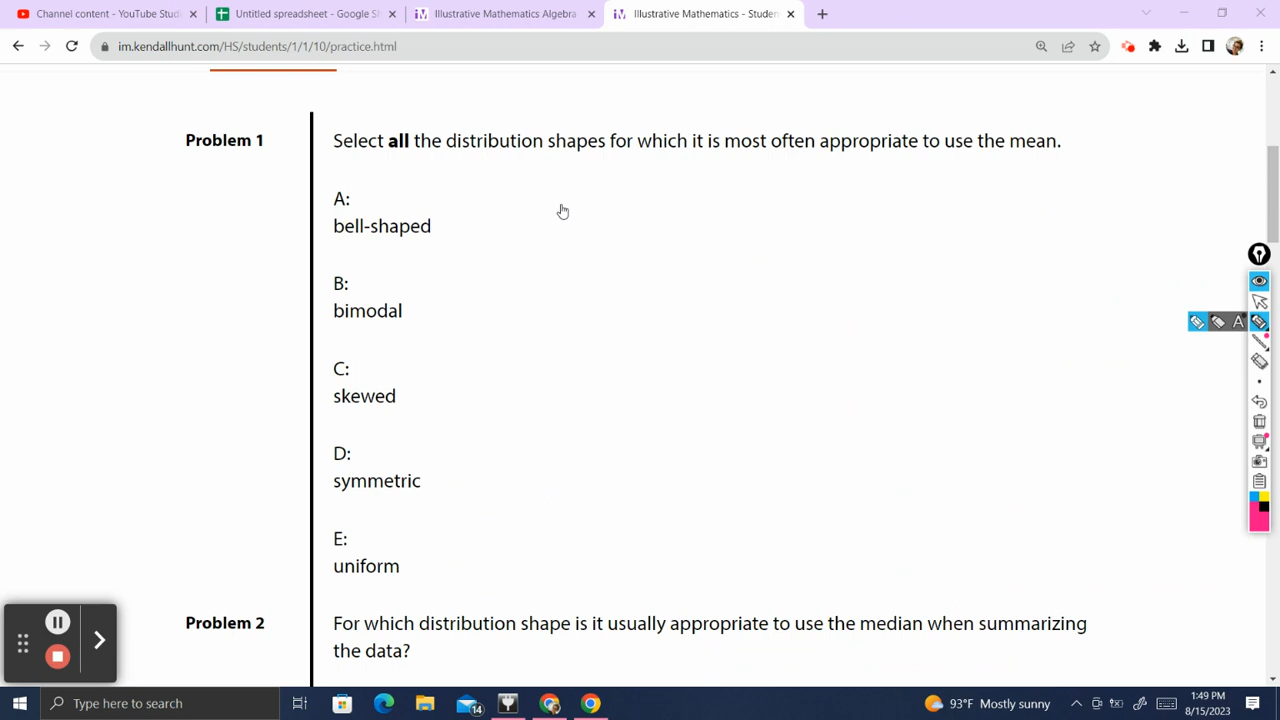 Channel content - YouTube Studi
Untitled spreadsheet - Google Sh
Illustrative Mathematics Algebra
Illustrative Mathematics - Studen
im.kendallhunt.com/HS/students/1/1/10/practice.html
Problem 1
Select all the distribution shapes for which it is most often appropriate to use the mean.
A:
bell-shaped
B:
bimodal
C:
skewed
D:
symmetric
E:
uniform
Problem 2
For which distribution shape is it usually appropriate to use the median when summarizing
the data?
A
Type here to search
14
93°F Mostly sunny
1:49 PM
8/15/2023